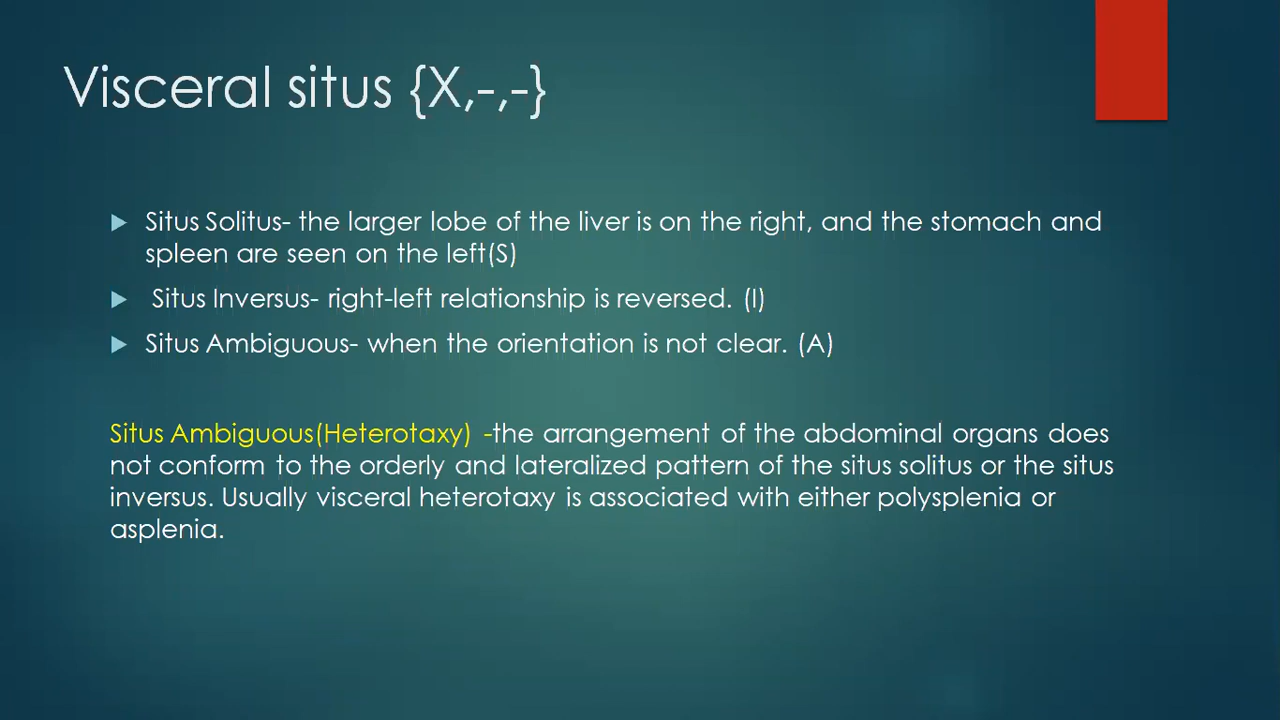 Visceral situs {X,-,-}
Situs Solitus- the larger lobe of the liver is on the right, and the stomach and
spleen are seen on the left(S)
Situs Inversus- right-left relationship is reversed. (I)
Situs Ambiguous- when the orientation is not clear. (A)
Situs Ambiguous(Heterotaxy) -the arrangement of the abdominal organs does
not conform to the orderly and lateralized pattern of the situs solitus or the situs
inversus. Usually visceral heterotaxy is associated with either polysplenia or
asplenia.